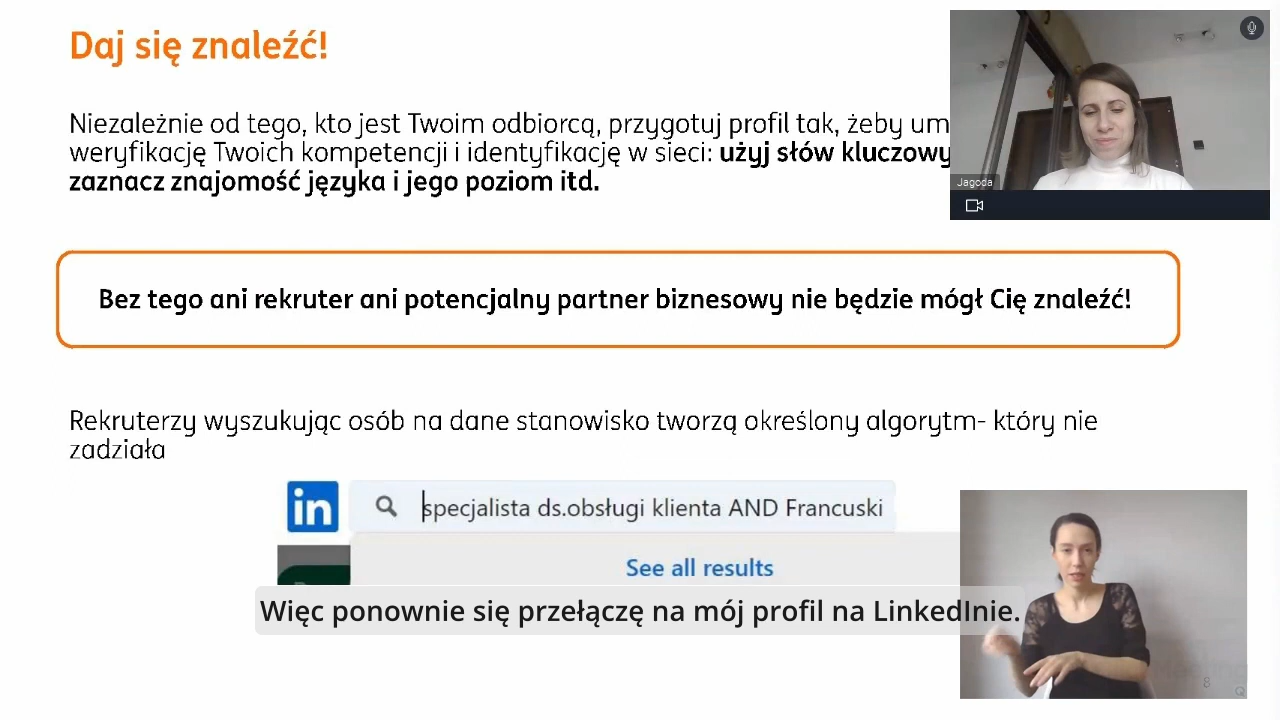 Daj się znaleźć!
Niezależnie od tego, kto jest Twoim odbiorcą, przygotuj profil tak, żeby um
weryfikację Twoich kompetencji i identyfikację w sieci: użyj słów kluczowy
zaznacz znajomość języka i jego poziom itd.
Jagoda
Bez tego ani rekruter ani potencjalny partner biznesowy nie będzie mógł Cię znaleźć!
Rekruterzy wyszukując osób na dane stanowisko tworzą określony algorytm- który nie
zadziała
in
specjalista ds.obsługi klienta AND Francuski
See all results
Więc ponownie się przełączę na mój profil na LinkedInie.
8